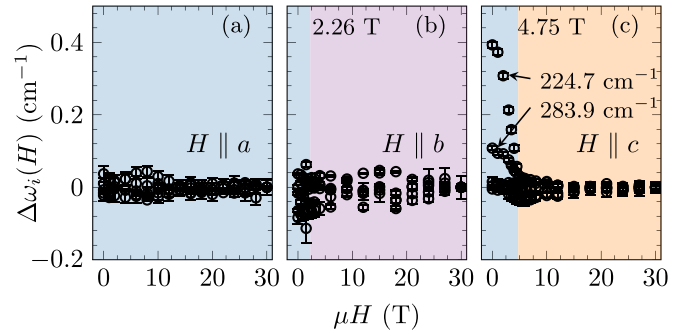 (a)
2.26 T (b)
4.75 T (c)
0.4
0.2
0
−0.2
Δω_i(H) (cm⁻¹)
224.7 cm⁻¹
283.9 cm⁻¹
H ∥ a
H ∥ b
H ∥ c
0 10 20 30
0 10 20 30
0 10 20 30
μH (T)